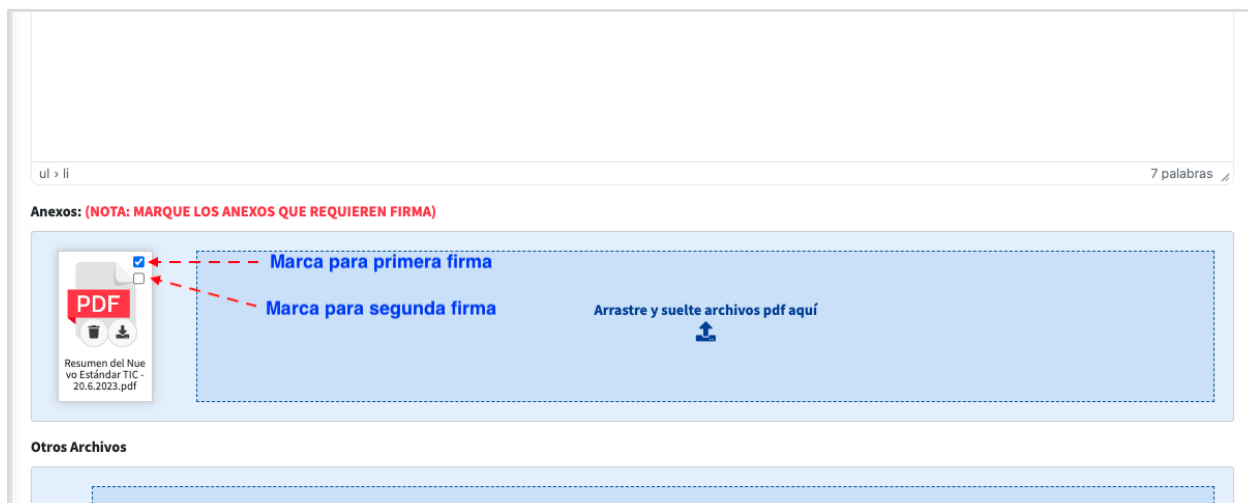 ul › li
7 palabras
Anexos: (NOTA: MARQUE LOS ANEXOS QUE REQUIEREN FIRMA)
Marca para primera firma
Marca para segunda firma
PDF
Arrastre y suelte archivos pdf aquí
Resumen del Nue
vo Estándar TIC -
20.6.2023.pdf
Otros Archivos